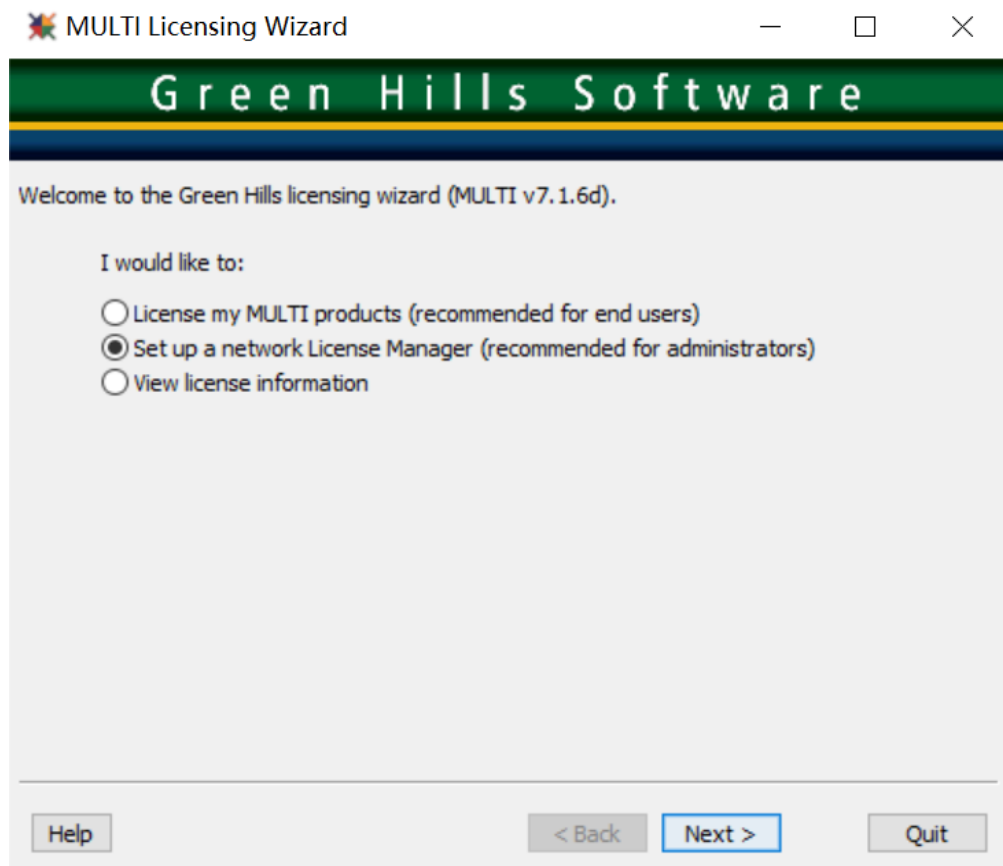 MULTI Licensing Wizard
Green Hills Software
Welcome to the Green Hills licensing wizard (MULTI v7.1.6d).
I would like to:
License my MULTI products (recommended for end users)
Set up a network License Manager (recommended for administrators)
View license information
Help
< Back
Next >
Quit